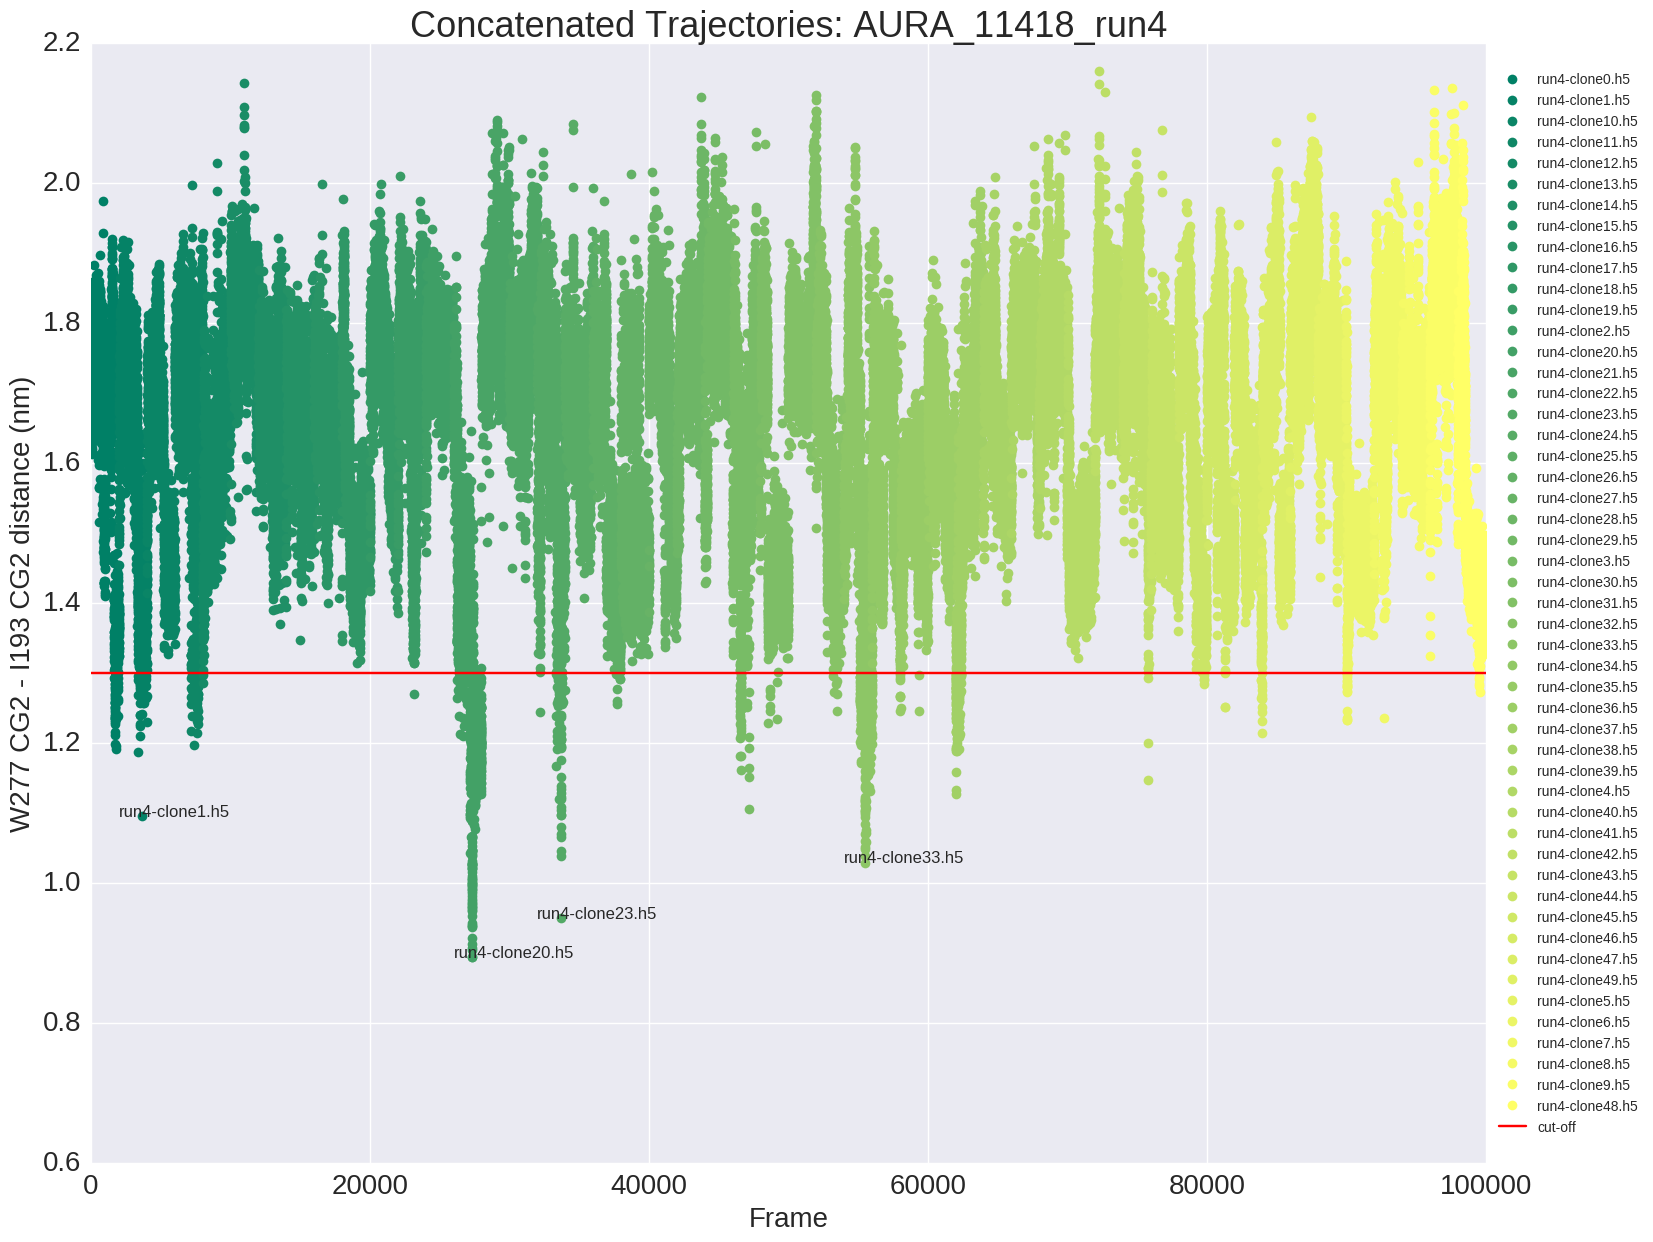 Concatenated Trajectories: AURA_11418_run4
2.2
2.0
1.8
1.6
1.4
1.2
1.0
0.8
0.6
W277 CG2 - I193 CG2 distance (nm)
run4-clone1.h5
run4-clone33.h5
run4-clone23.h5
run4-clone20.h5
0
20000
40000
60000
80000
100000
Frame
run4-clone0.h5
run4-clone1.h5
run4-clone10.h5
run4-clone11.h5
run4-clone12.h5
run4-clone13.h5
run4-clone14.h5
run4-clone15.h5
run4-clone16.h5
run4-clone17.h5
run4-clone18.h5
run4-clone19.h5
run4-clone2.h5
run4-clone20.h5
run4-clone21.h5
run4-clone22.h5
run4-clone23.h5
run4-clone24.h5
run4-clone25.h5
run4-clone26.h5
run4-clone27.h5
run4-clone28.h5
run4-clone29.h5
run4-clone3.h5
run4-clone30.h5
run4-clone31.h5
run4-clone32.h5
run4-clone33.h5
run4-clone34.h5
run4-clone35.h5
run4-clone36.h5
run4-clone37.h5
run4-clone38.h5
run4-clone39.h5
run4-clone4.h5
run4-clone40.h5
run4-clone41.h5
run4-clone42.h5
run4-clone43.h5
run4-clone44.h5
run4-clone45.h5
run4-clone46.h5
run4-clone47.h5
run4-clone49.h5
run4-clone5.h5
run4-clone6.h5
run4-clone7.h5
run4-clone8.h5
run4-clone9.h5
run4-clone48.h5
cut-off